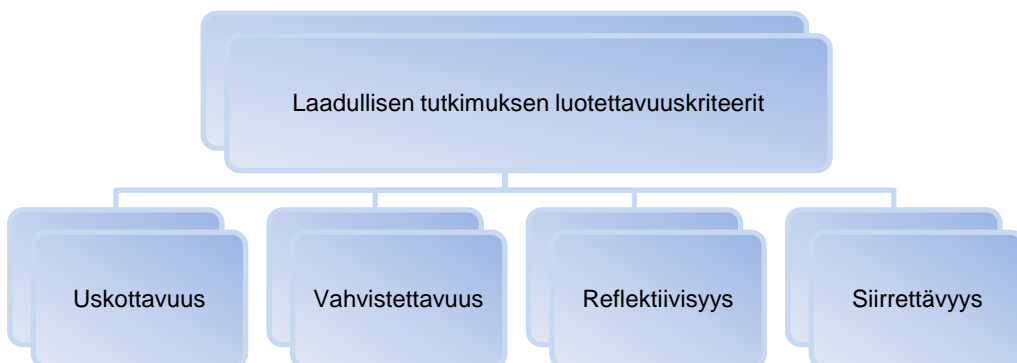 Laadullisen tutkimuksen luotettavuuskriteerit
Uskottavuus
Vahvistettavuus
Reflektiivisyys
Siirrettävyys